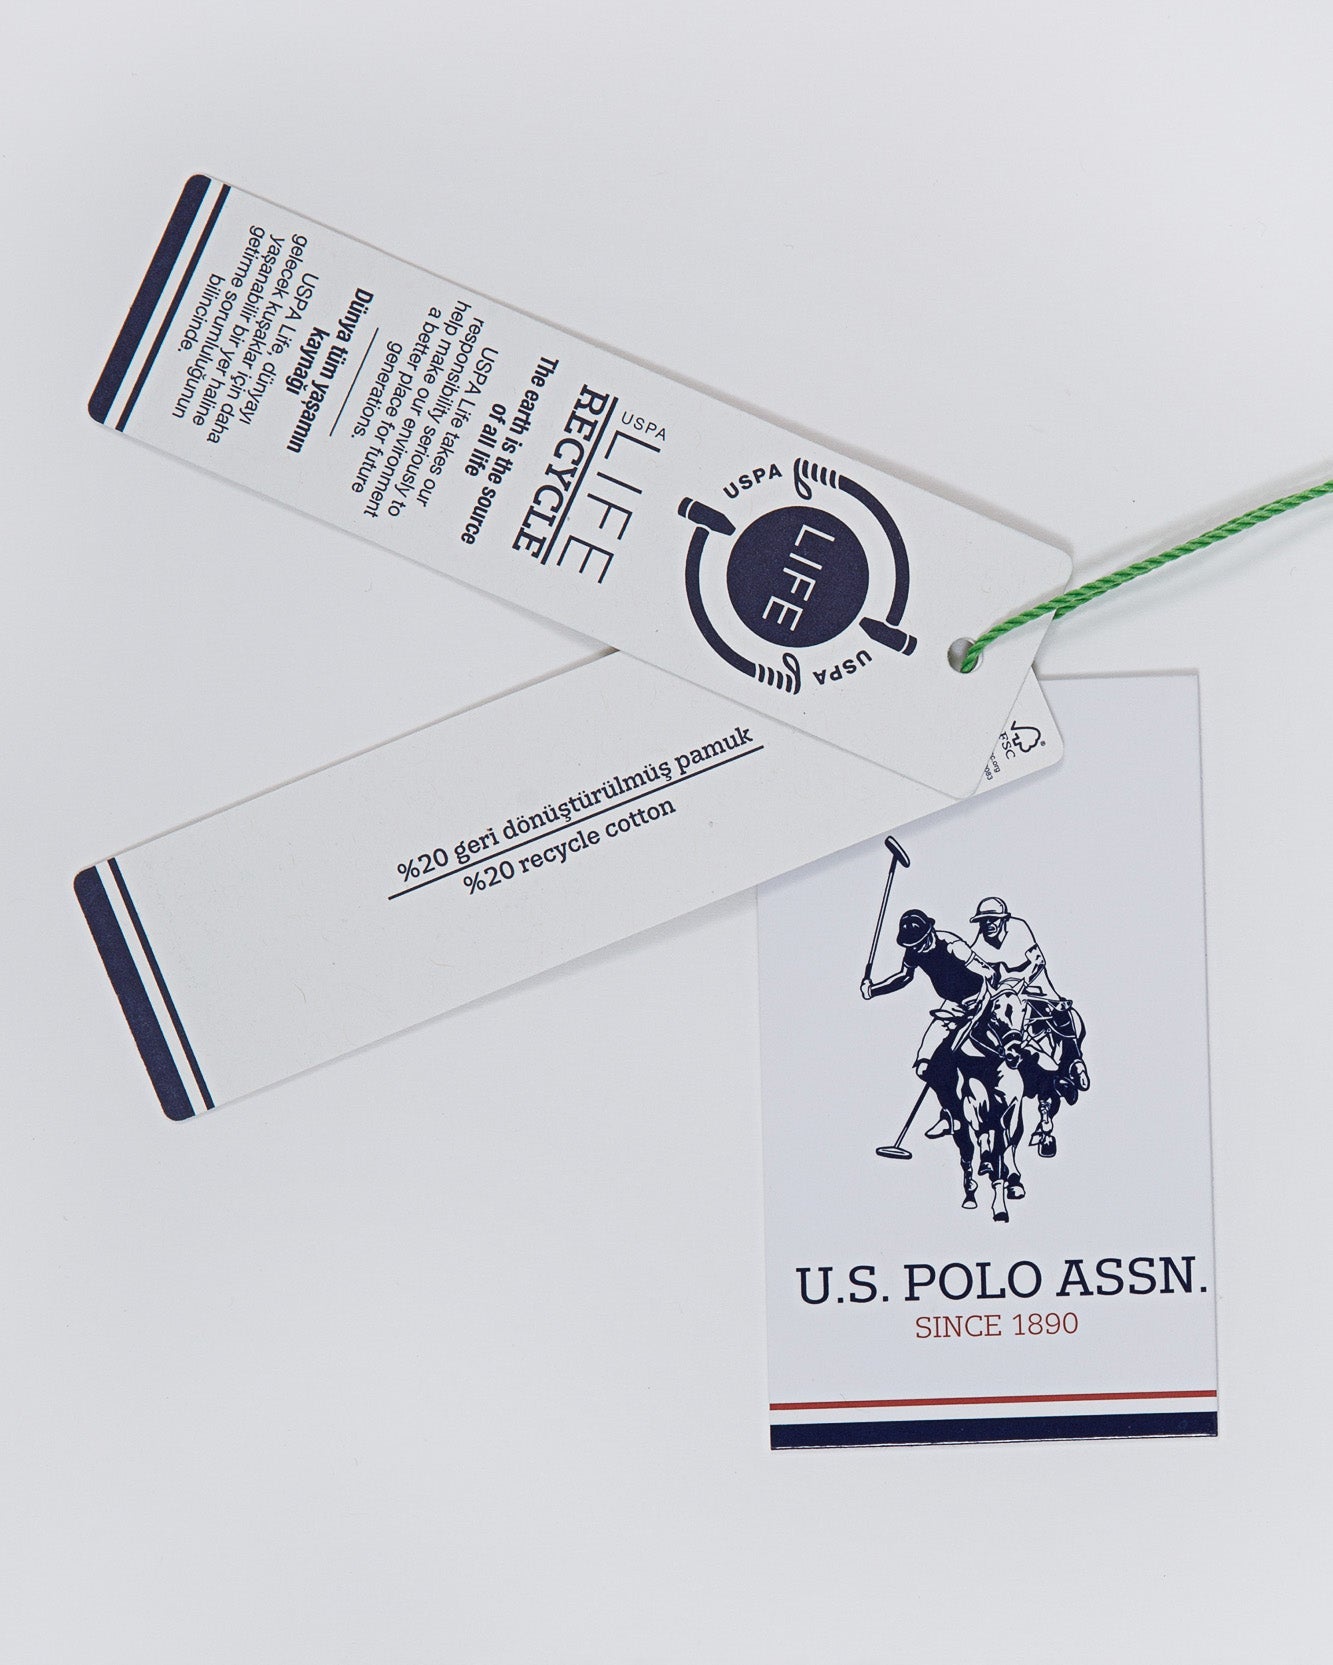 USPA
LIFE
USPA
USPA
LIFE
RECYCLE
The earth is the source
of all life
USPA Life takes our
responsibility seriously to
help make our environment
a better place for future
generations.
Dünya tüm yaşamın
kaynağı
USPA Life, dünyayı
gelecek kuşaklar için daha
yaşanabilir bir yer haline
getirme sorumluluğunun
bilincinde.
%20 geri dönüştürülmüş pamuk
%20 recycle cotton
FSC
U.S. POLO ASSN.
SINCE 1890